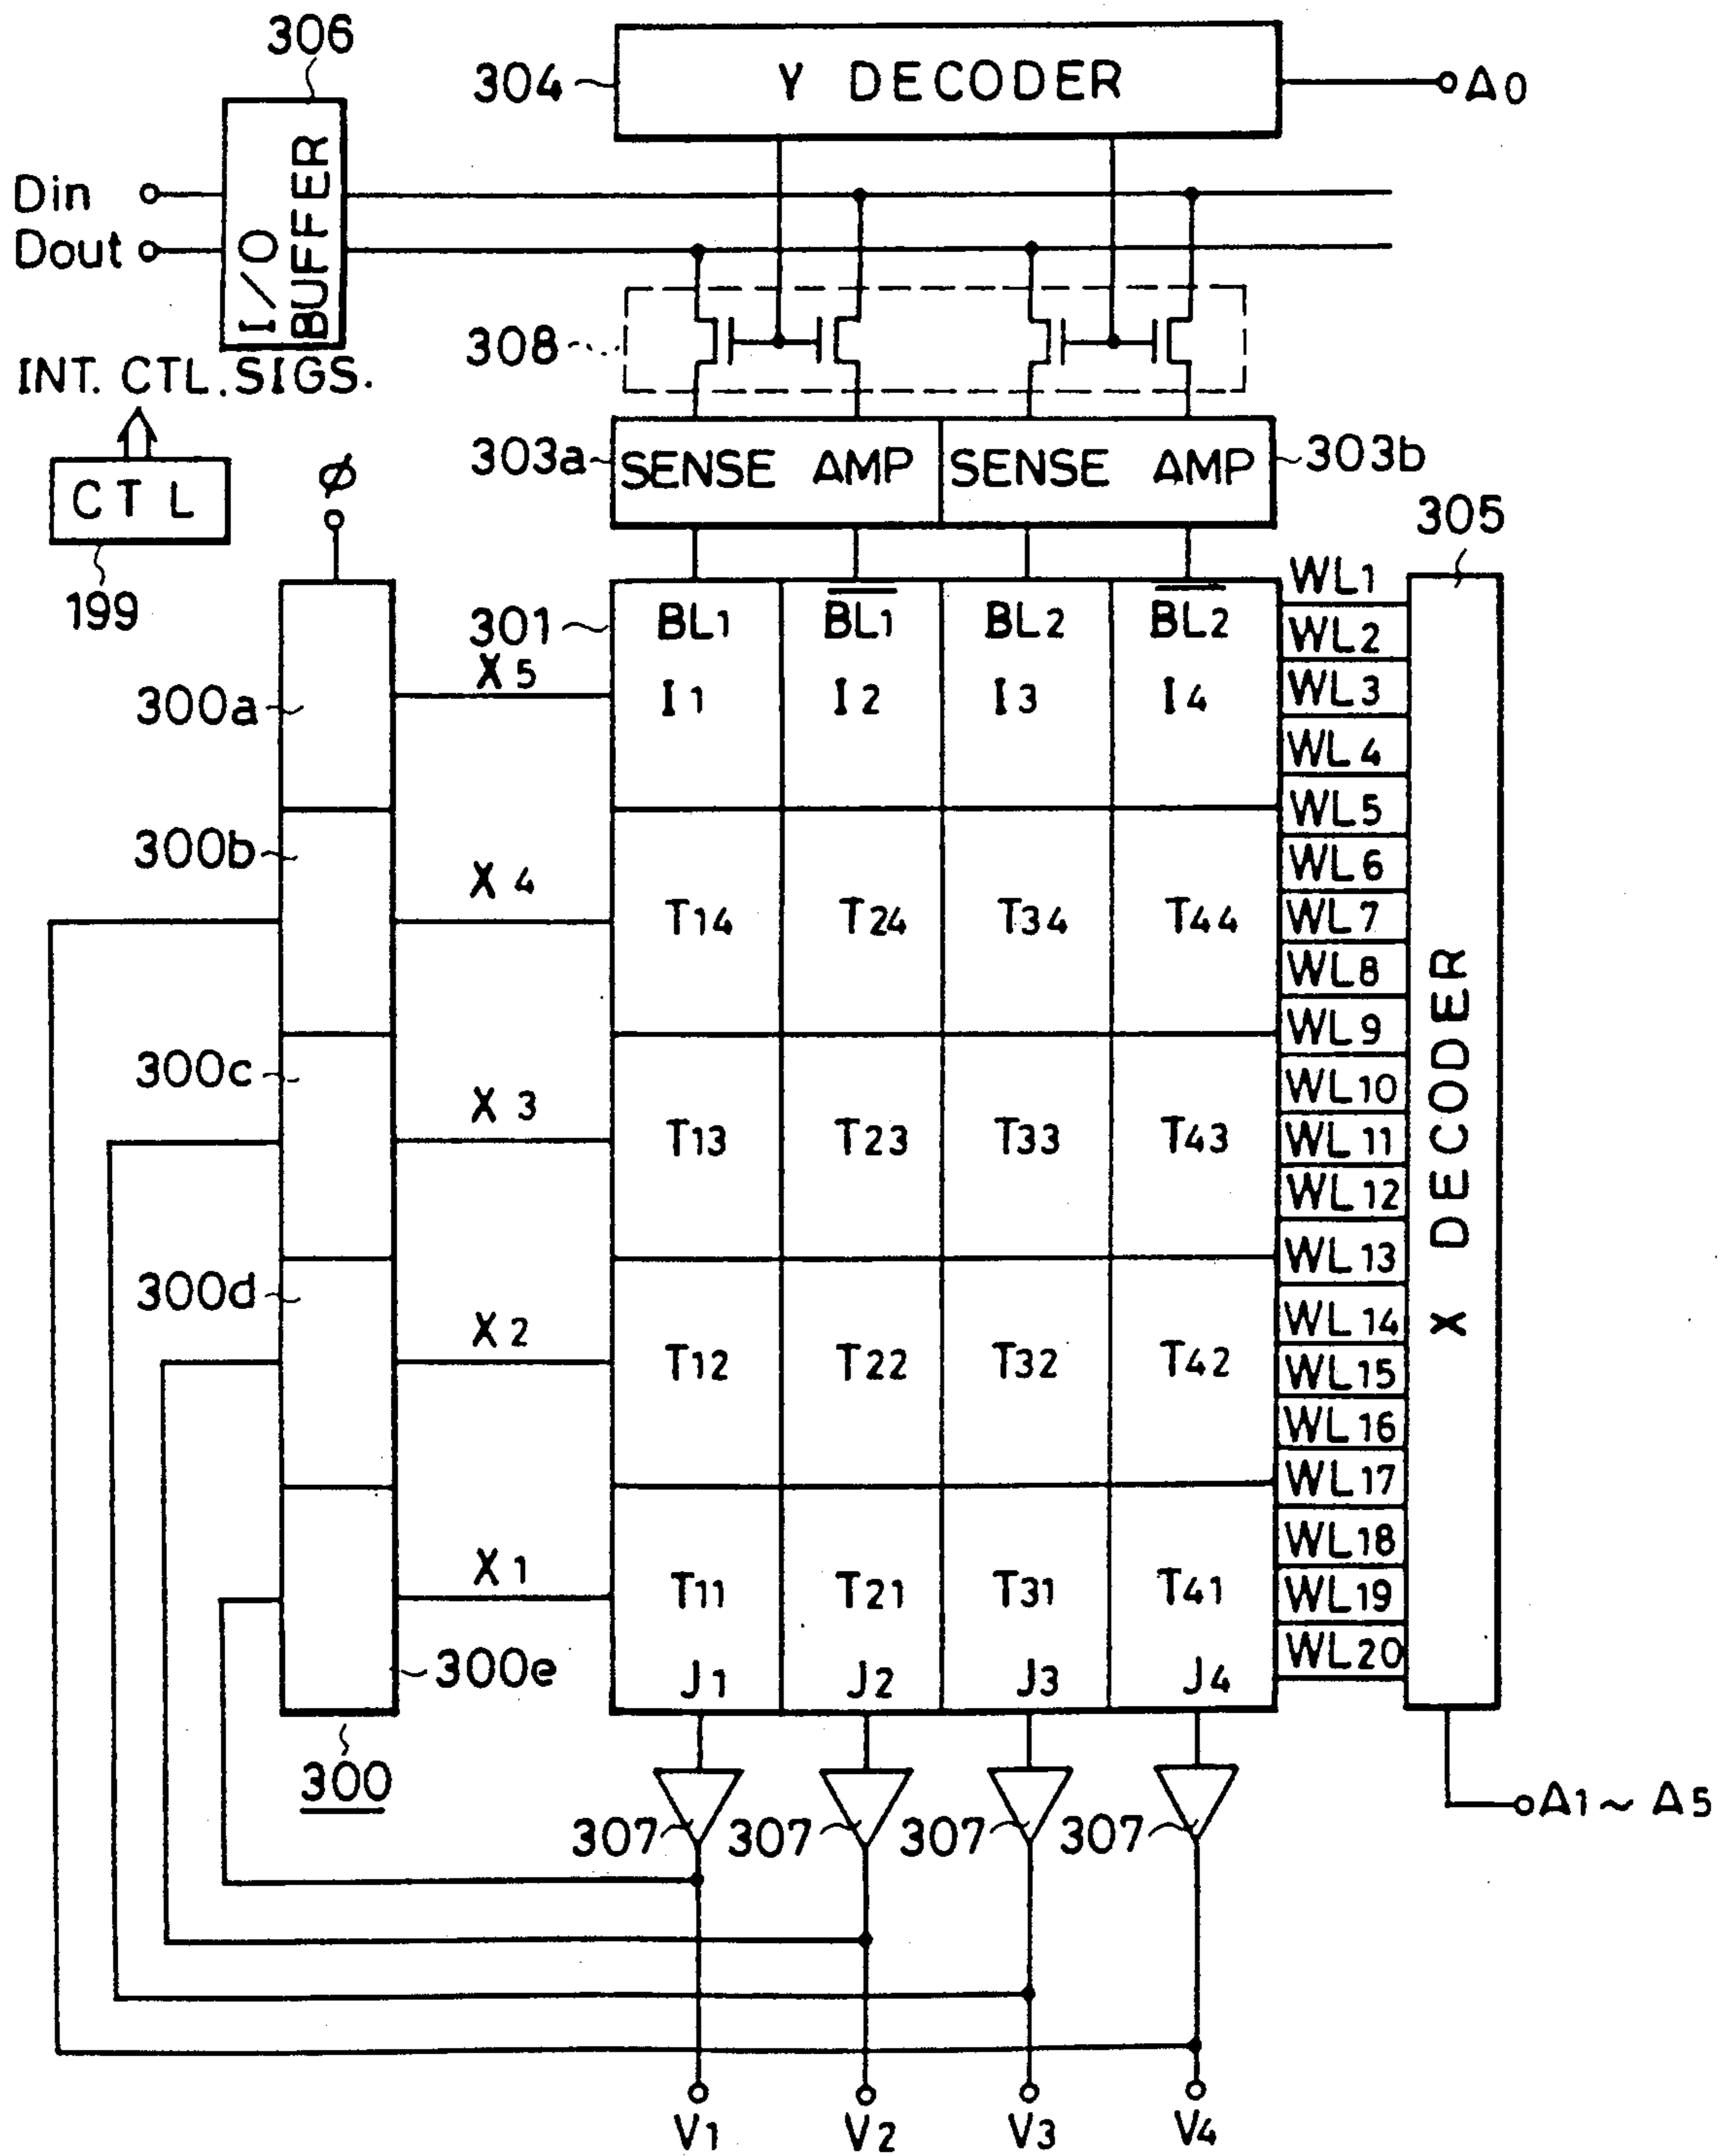 306
304
Y DECODER
A0
Din
Dout
I/O
BUFFER
308
INT. CTL. SIGS.
303a
SENSE AMP
SENSE AMP
303b
CTL
199
φ
305
301
BL1
B̅L̅1̅
BL2
B̅L̅2̅
I1
I2
I3
I4
X5
X4
X3
X2
X1
300a
300b
300c
300d
300e
300
T14
T24
T34
T44
T13
T23
T33
T43
T12
T22
T32
T42
T11
T21
T31
T41
J1
J2
J3
J4
WL1
WL2
WL3
WL4
WL5
WL6
WL7
WL8
WL9
WL10
WL11
WL12
WL13
WL14
WL15
WL16
WL17
WL18
WL19
WL20
X DECODER
A1~A5
307
307
307
307
V1
V2
V3
V4